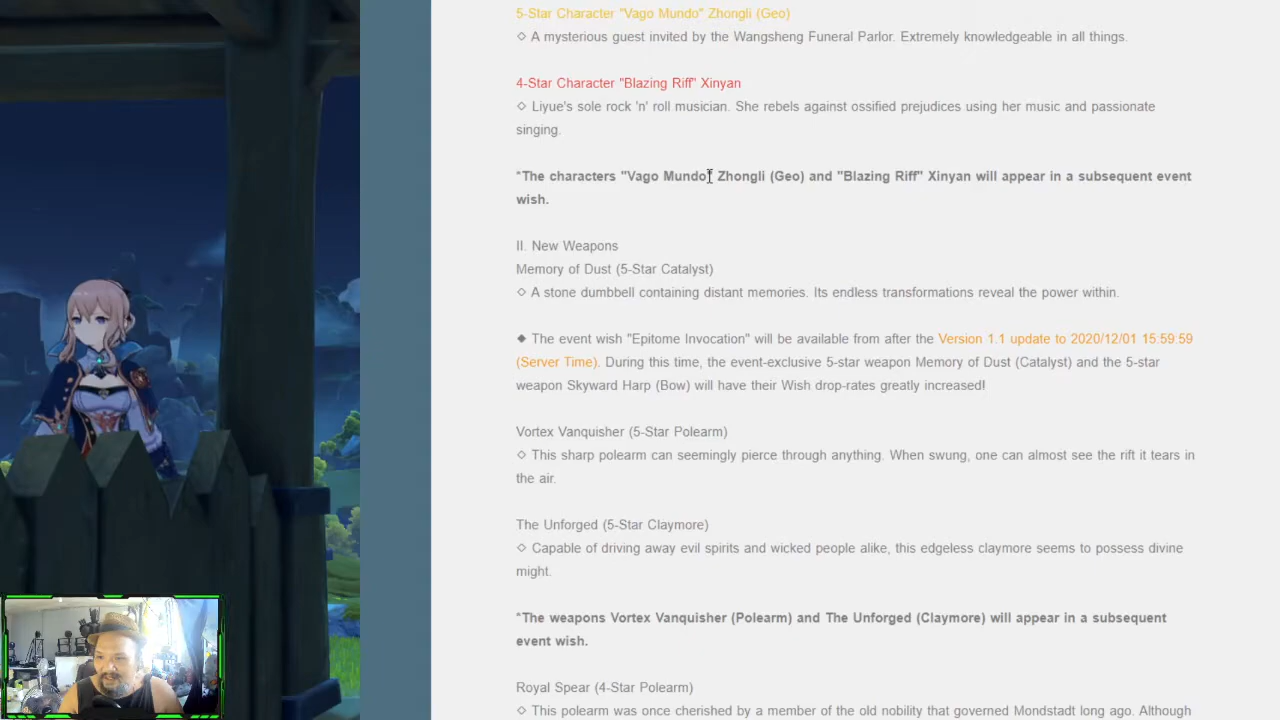 5-Star Character "Vago Mundo" Zhongli (Geo)
◇ A mysterious guest invited by the Wangsheng Funeral Parlor. Extremely knowledgeable in all things.
4-Star Character "Blazing Riff" Xinyan
◇ Liyue's sole rock 'n' roll musician. She rebels against ossified prejudices using her music and passionate
singing.
*The characters "Vago Mundo" Zhongli (Geo) and "Blazing Riff" Xinyan will appear in a subsequent event
wish.
II. New Weapons
Memory of Dust (5-Star Catalyst)
◇ A stone dumbbell containing distant memories. Its endless transformations reveal the power within.
◆ The event wish "Epitome Invocation" will be available from after the Version 1.1 update to 2020/12/01 15:59:59
(Server Time). During this time, the event-exclusive 5-star weapon Memory of Dust (Catalyst) and the 5-star
weapon Skyward Harp (Bow) will have their Wish drop-rates greatly increased!
Vortex Vanquisher (5-Star Polearm)
◇ This sharp polearm can seemingly pierce through anything. When swung, one can almost see the rift it tears in
the air.
The Unforged (5-Star Claymore)
◇ Capable of driving away evil spirits and wicked people alike, this edgeless claymore seems to possess divine
might.
*The weapons Vortex Vanquisher (Polearm) and The Unforged (Claymore) will appear in a subsequent
event wish.
Royal Spear (4-Star Polearm)
◇ This polearm was once cherished by a member of the old nobility that governed Mondstadt long ago. Although